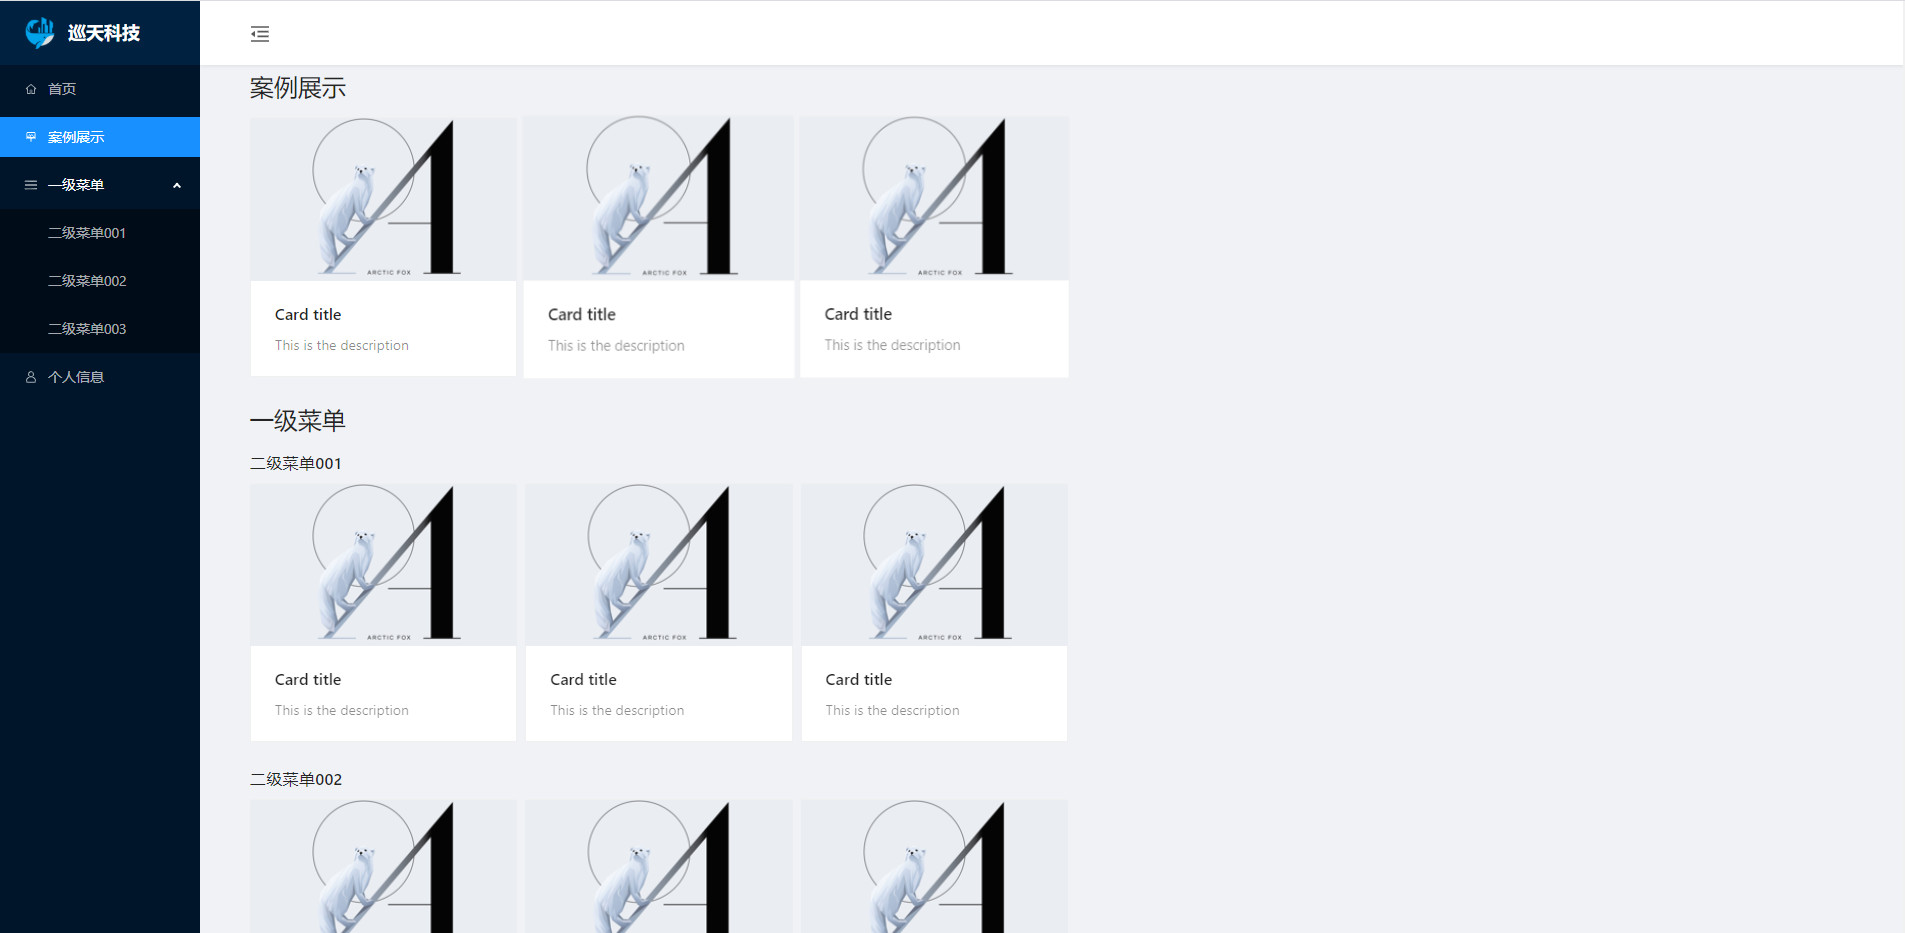 巡天科技
首页
案例展示
一级菜单
二级菜单001
二级菜单002
二级菜单003
个人信息
案例展示
ARCTIC FOX
ARCTIC FOX
ARCTIC FOX
Card title
Card title
Card title
This is the description
This is the description
This is the description
一级菜单
二级菜单001
ARCTIC FOX
ARCTIC FOX
ARCTIC FOX
Card title
Card title
Card title
This is the description
This is the description
This is the description
二级菜单002